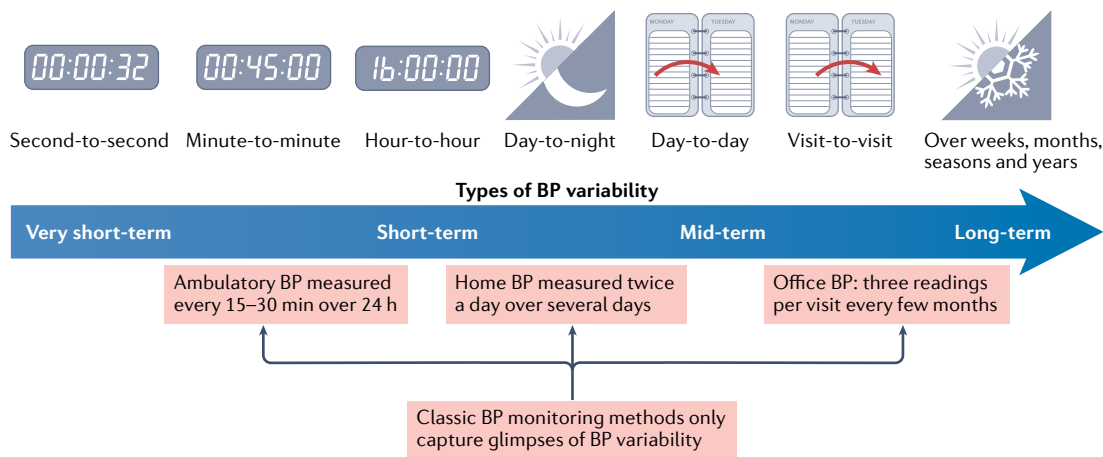 00:00:32
00:45:00
16:00:00
MONDAY
TUESDAY
MONDAY
TUESDAY
Second-to-second
Minute-to-minute
Hour-to-hour
Day-to-night
Day-to-day
Visit-to-visit
Over weeks, months,
seasons and years
Types of BP variability
Very short-term
Short-term
Mid-term
Long-term
Ambulatory BP measured
every 15–30 min over 24 h
Home BP measured twice
a day over several days
Office BP: three readings
per visit every few months
Classic BP monitoring methods only
capture glimpses of BP variability